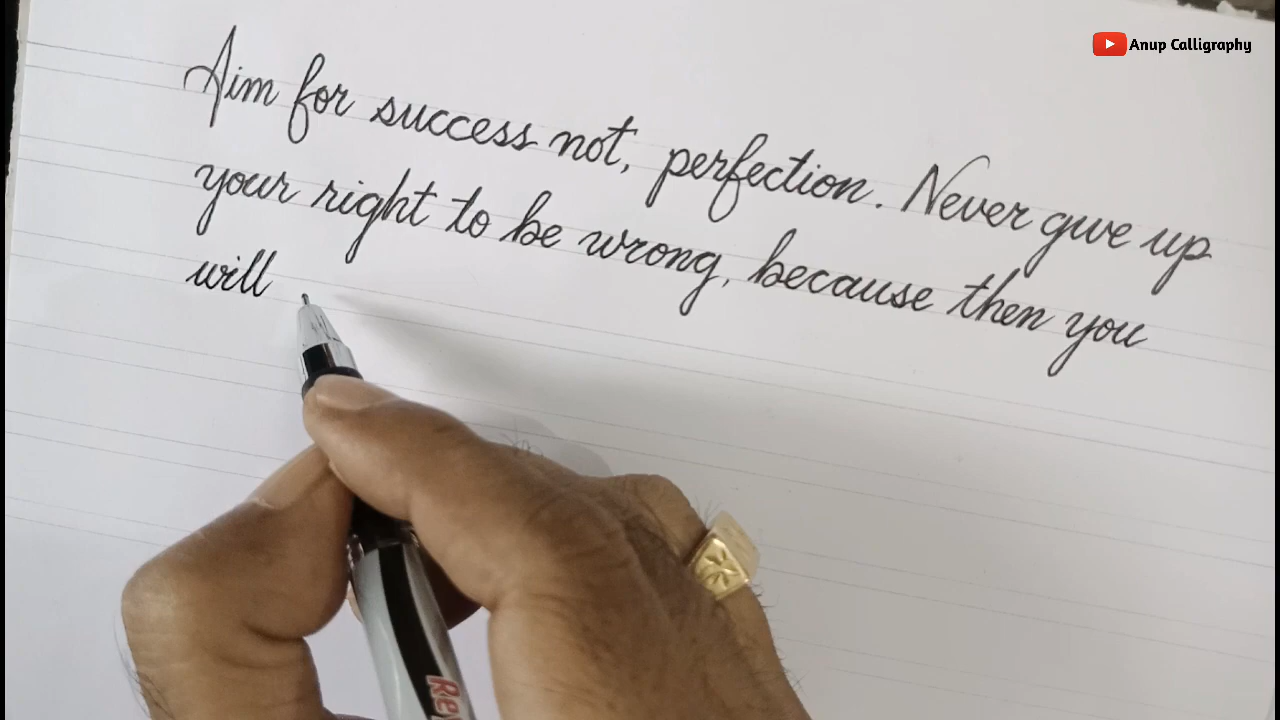 Anup Calligraphy
Aim for success not, perfection. Never give up
your right to be wrong, because then you
will